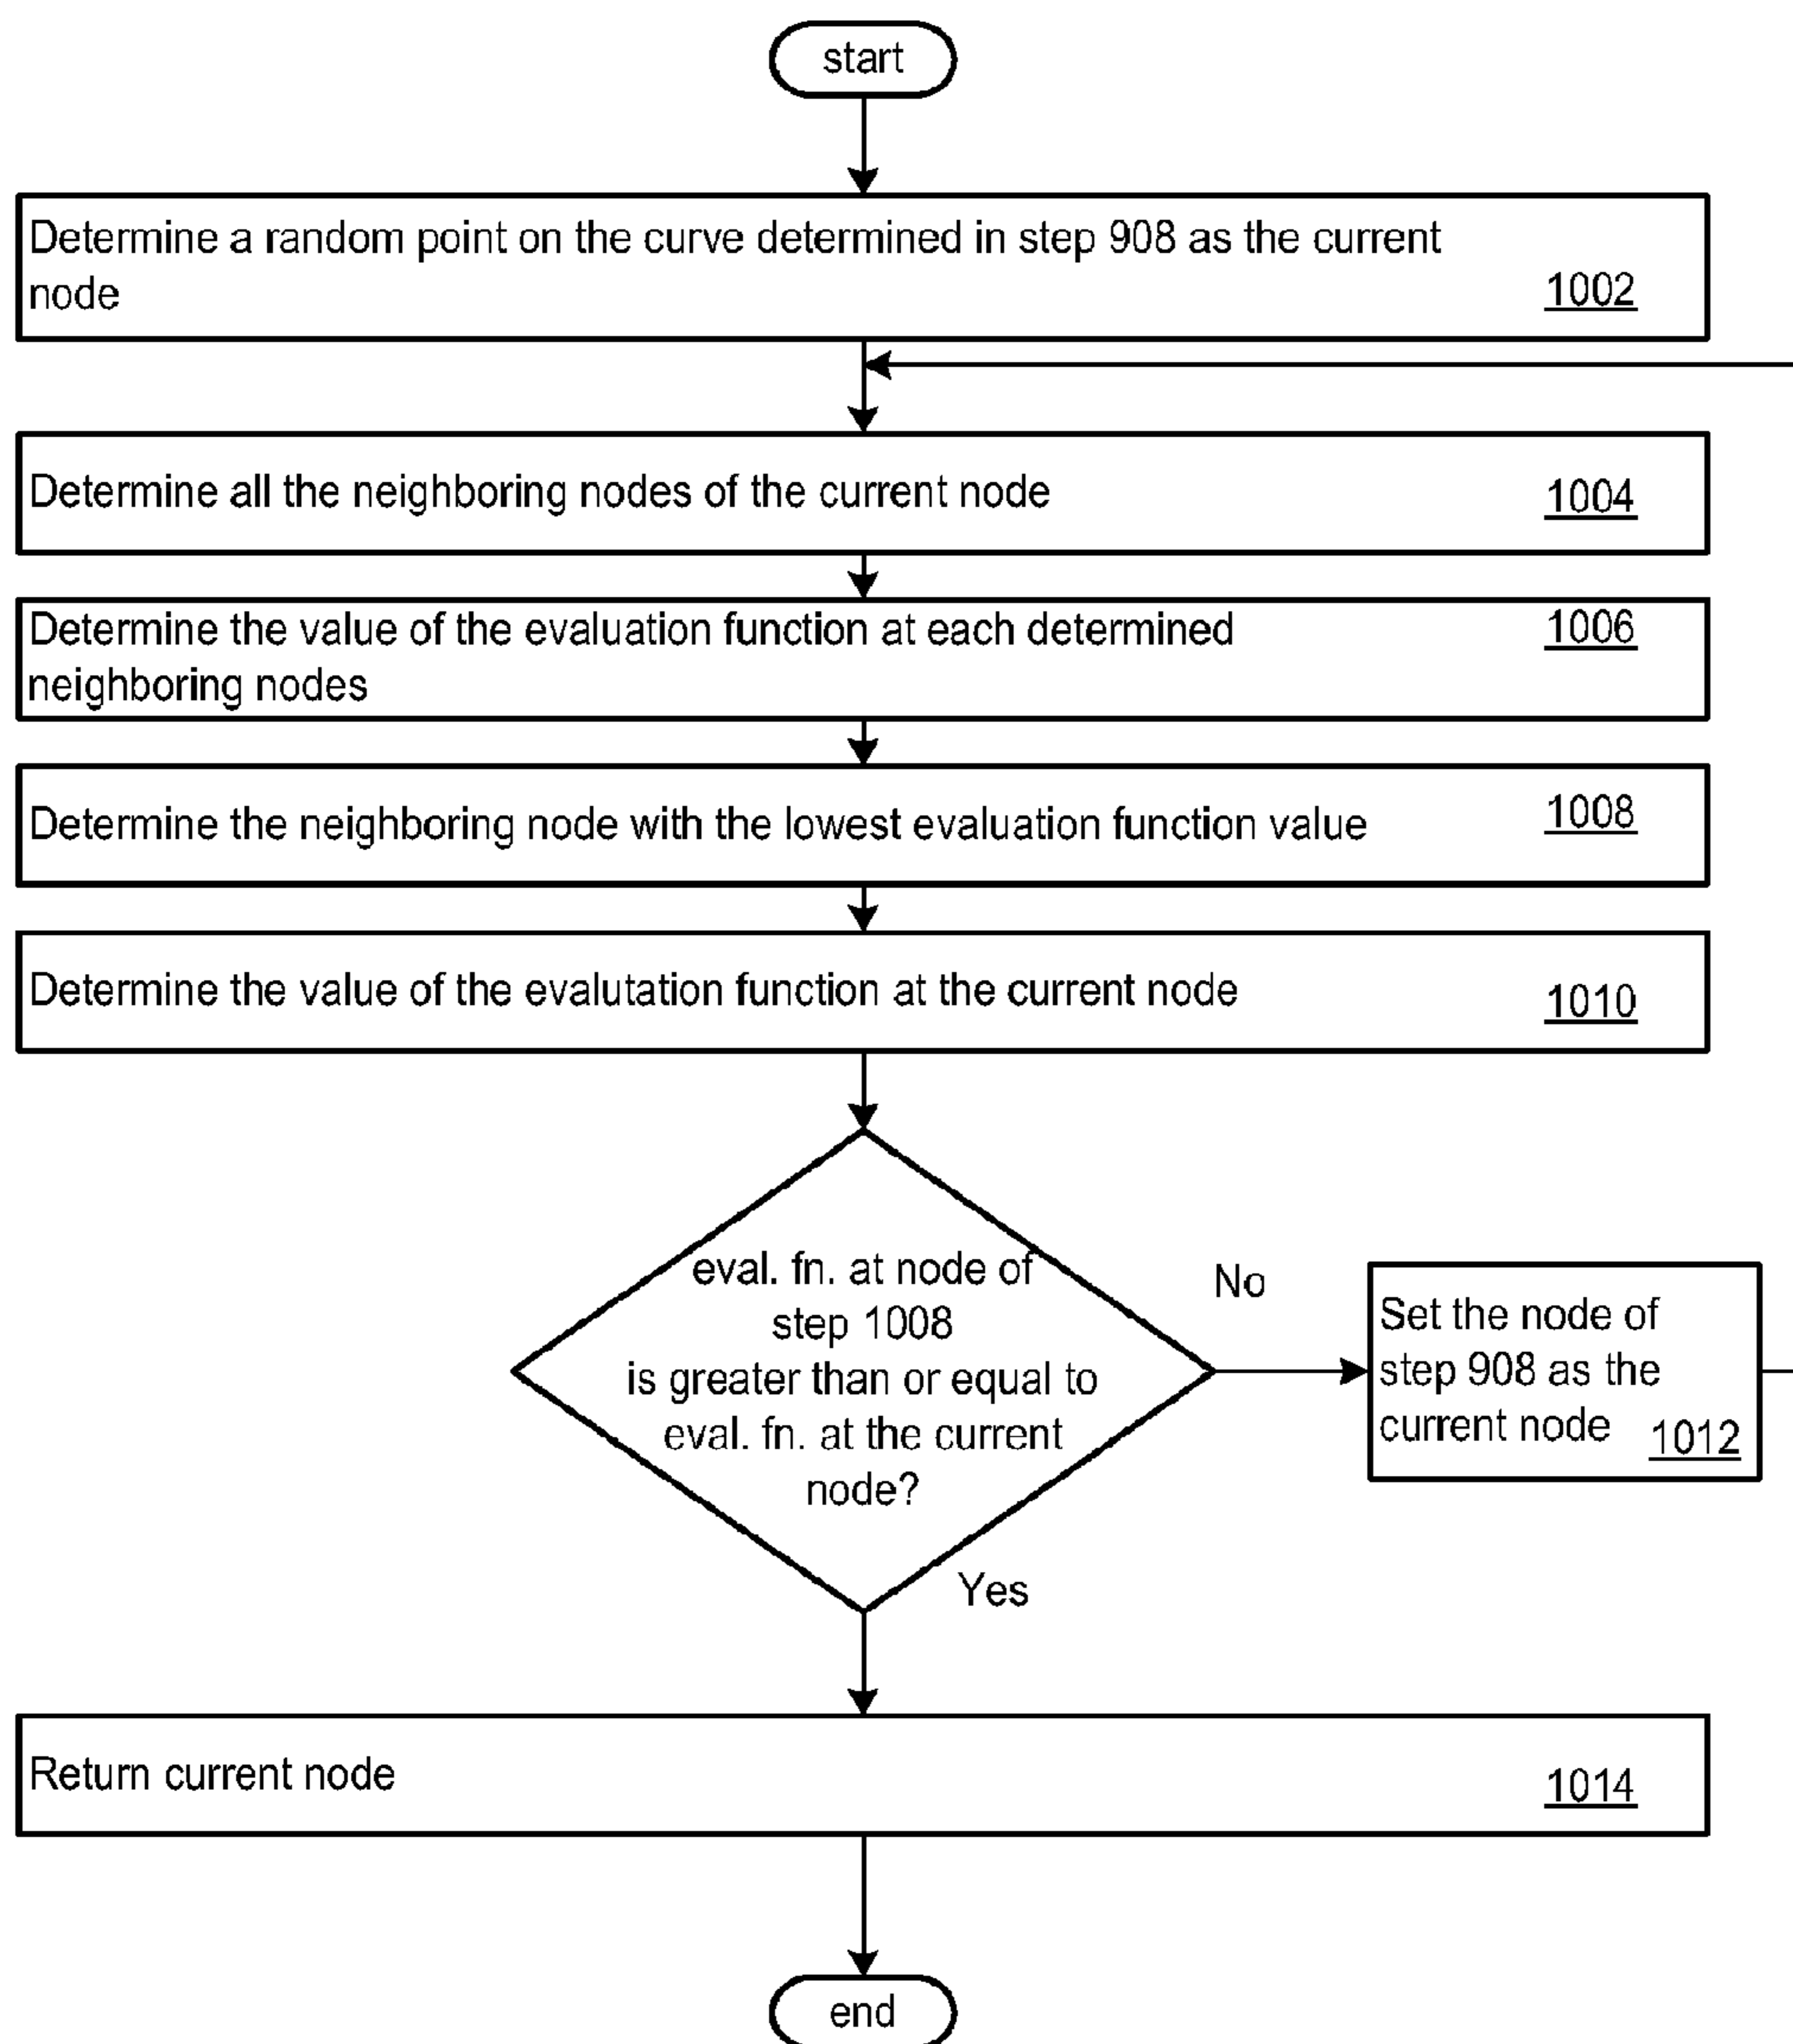 start
Determine a random point on the curve determined in step 908 as the current
node
1002
Determine all the neighboring nodes of the current node
1004
Determine the value of the evaluation function at each determined
1006
neighboring nodes
Determine the neighboring node with the lowest evaluation function value
1008
Determine the value of the evalutation function at the current node
1010
eval. fn. at node of
step 1008
is greater than or equal to
eval. fn. at the current
node?
No
Set the node of
step 908 as the
current node
1012
Yes
Return current node
1014
end